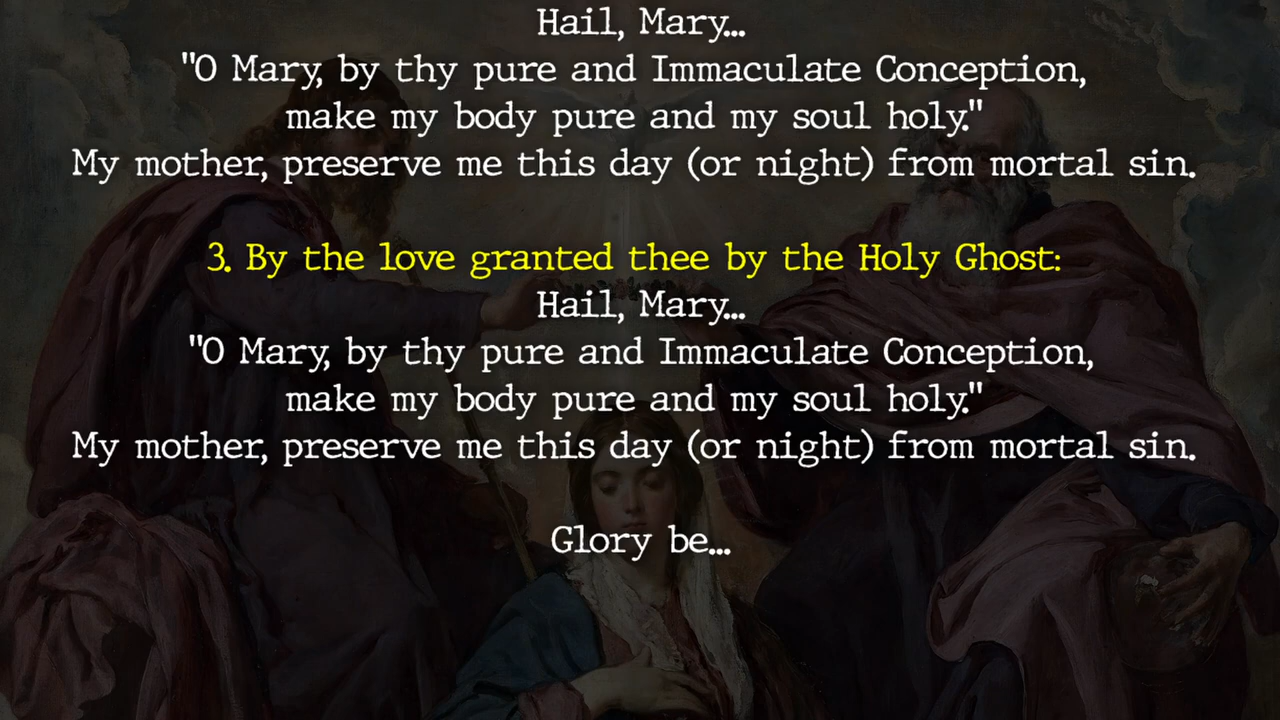 Hail, Mary...
"O Mary, by thy pure and Immaculate Conception,
make my body pure and my soul holy."
My mother, preserve me this day (or night) from mortal sin.
3. By the love granted thee by the Holy Ghost:
Hail, Mary...
"O Mary, by thy pure and Immaculate Conception,
make my body pure and my soul holy."
My mother, preserve me this day (or night) from mortal sin.
Glory be...